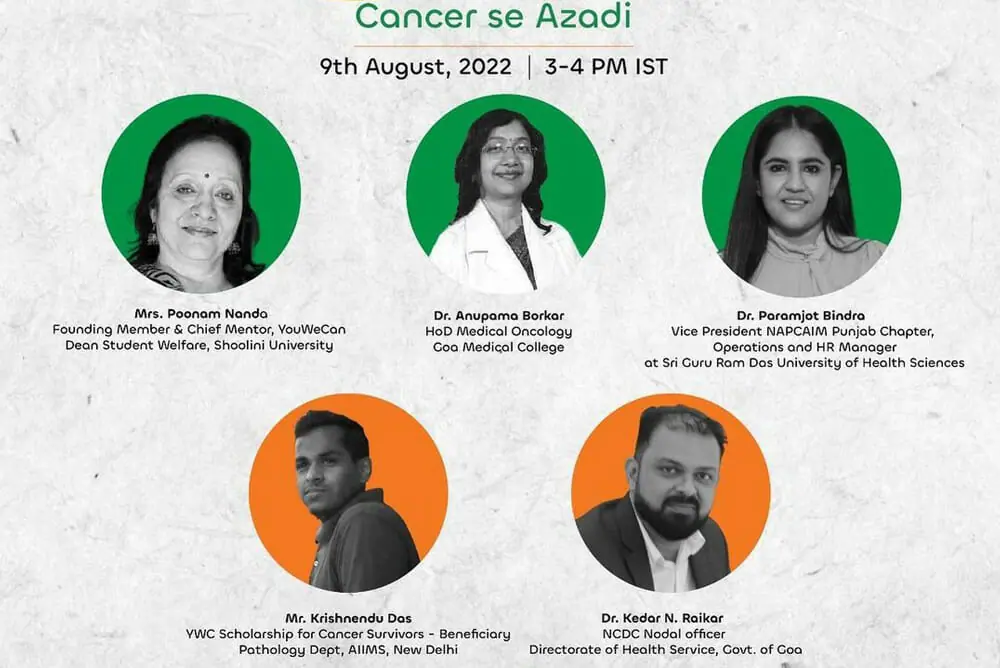 Cancer se Azadi
9th August, 2022 | 3-4 PM IST
Mrs. Poonam Nanda
Founding Member & Chief Mentor, YouWeCan
Dean Student Welfare, Shoolini University
Dr. Anupama Borkar
HoD Medical Oncology
Goa Medical College
Dr. Paramjot Bindra
Vice President NAPCAIM Punjab Chapter,
Operations and HR Manager
at Sri Guru Ram Das University of Health Sciences
Mr. Krishnendu Das
YWC Scholarship for Cancer Survivors - Beneficiary
Pathology Dept, AIIMS, New Delhi
Dr. Kedar N. Raikar
NCDC Nodal officer
Directorate of Health Service, Govt. of Goa